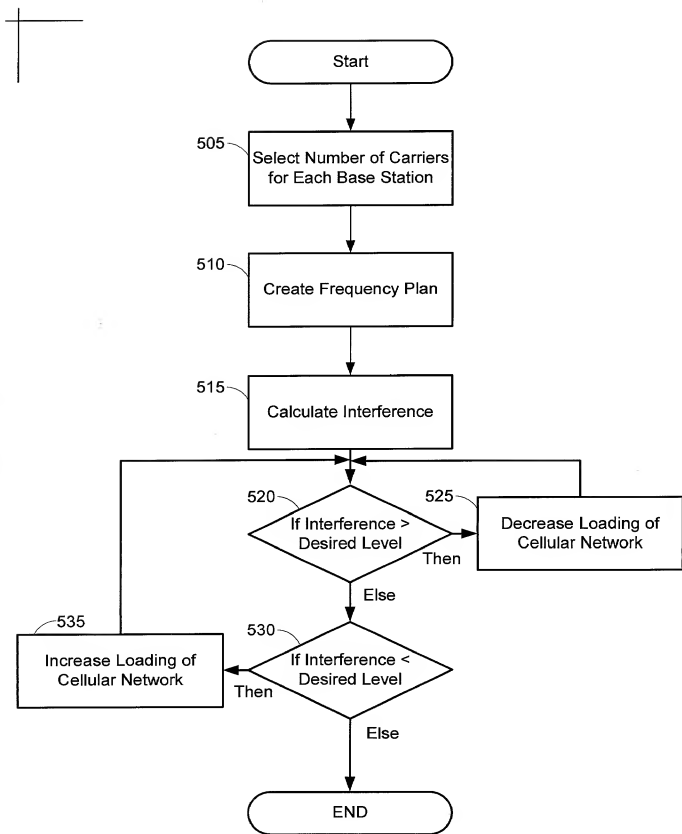 Start
505
Select Number of Carriers
for Each Base Station
510
Create Frequency Plan
515
Calculate Interference
520
If Interference >
Desired Level
Then
525
Decrease Loading of
Cellular Network
Else
530
If Interference <
Desired Level
Then
535
Increase Loading of
Cellular Network
Else
END